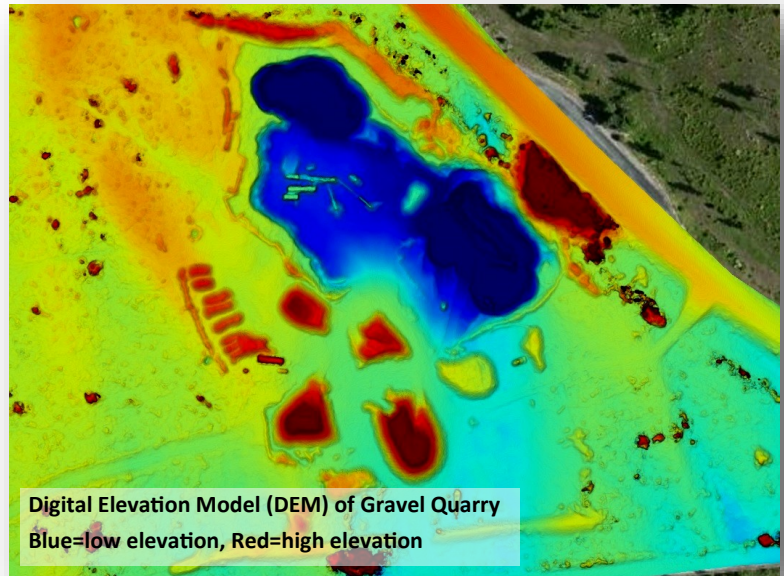 Digital Elevation Model (DEM) of Gravel Quarry
Blue=low elevation, Red=high elevation